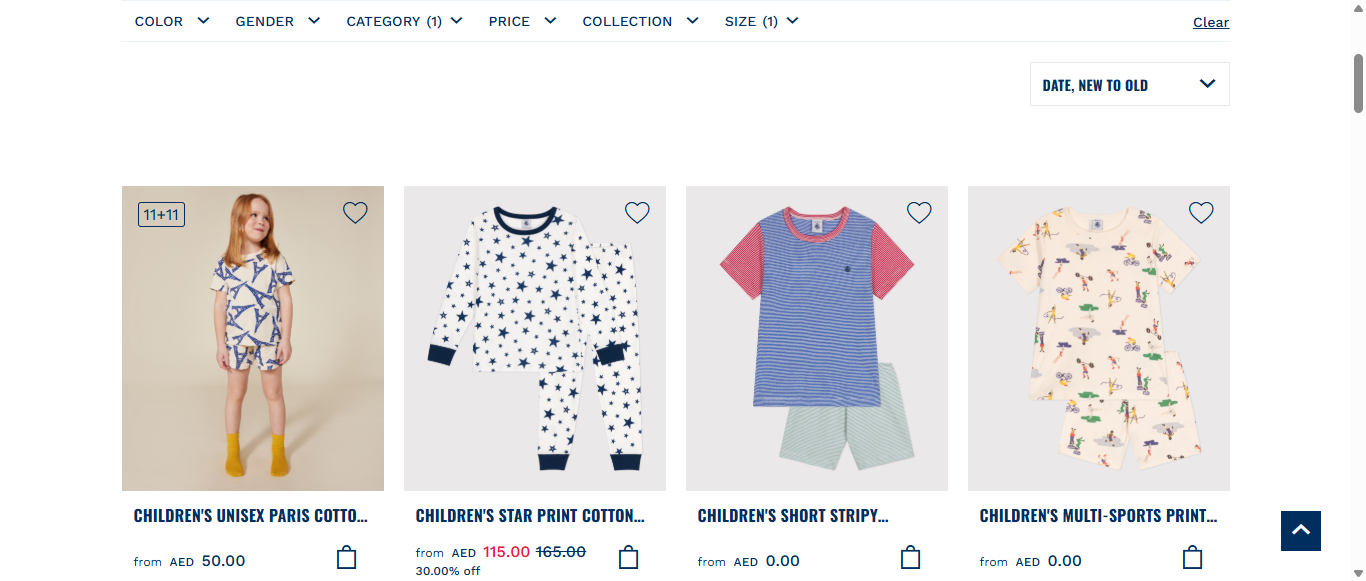 COLOR GENDER CATEGORY (1) PRICE COLLECTION SIZE (1) Clear
DATE, NEW TO OLD
11+11
CHILDREN'S UNISEX PARIS COTTO...
from AED 50.00
CHILDREN'S STAR PRINT COTTON...
from AED 115.00 165.00
30.00% off
CHILDREN'S SHORT STRIPY...
from AED 0.00
CHILDREN'S MULTI-SPORTS PRINT...
from AED 0.00